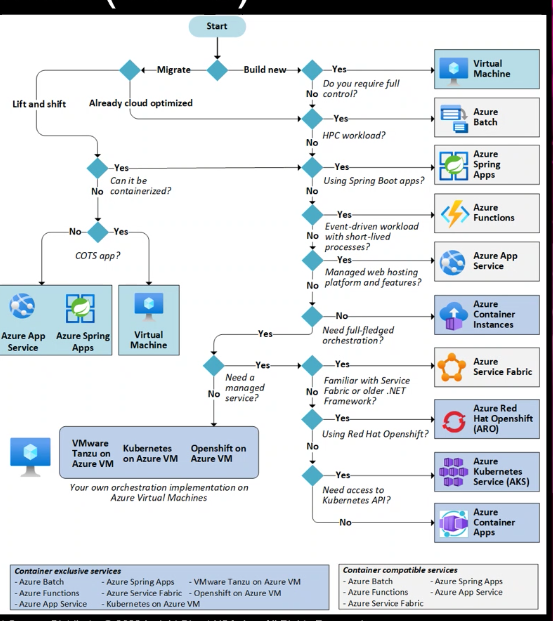 Start
Migrate
Build new
Yes
Virtual
Machine
Do you require full
control?
No
Lift and shift
Already cloud optimized
Yes
Azure
Batch
HPC workload?
No
Yes
Can it be
containerized?
No
Yes
Azure
Spring
Apps
Using Spring Boot apps?
No
Yes
Azure
Functions
Event-driven workload
with short-lived
processes?
No
No
Yes
COTS app?
Yes
Azure App
Service
Managed web hosting
platform and features?
No
Azure App
Service
Azure Spring
Apps
Virtual
Machine
No
Azure
Container
Instances
Need full-fledged
orchestration?
Yes
Yes
Need a
managed
service?
No
Yes
Azure
Service Fabric
Familiar with Service
Fabric or older .NET
Framework?
No
Yes
Azure Red
Hat Openshift
(ARO)
Using Red Hat Openshift?
No
VMware
Tanzu on
Azure VM
Kubernetes
on Azure VM
Openshift on
Azure VM
Your own orchestration implementation on
Azure Virtual Machines
Yes
Azure
Kubernetes
Service (AKS)
Need access to
Kubernetes API?
No
Azure
Container
Apps
Container exclusive services
- Azure Batch - Azure Spring Apps - VMware Tanzu on Azure VM
- Azure Functions - Azure Service Fabric - Openshift on Azure VM
- Azure App Service - Kubernetes on Azure VM
Container compatible services
- Azure Batch - Azure Spring Apps
- Azure Functions - Azure App Service
- Azure Service Fabric